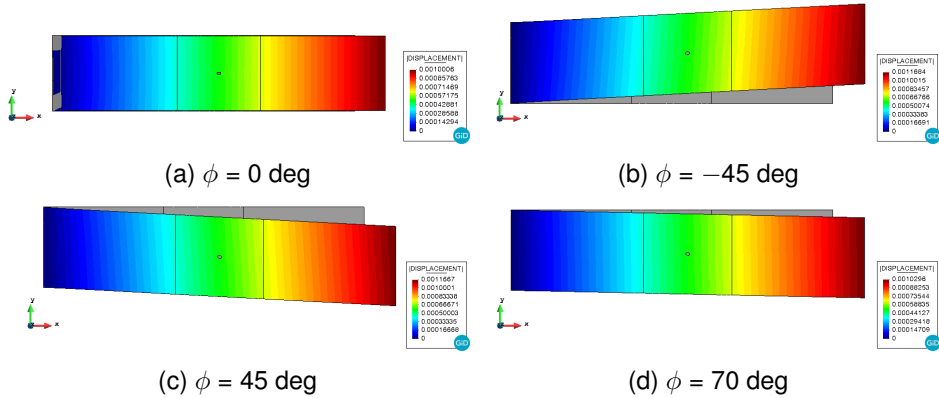 y
x
|DISPLACEMENT|
0.0010006
0.00085763
0.00071469
0.00057175
0.00042881
0.00028588
0.00014294
0
GiD
(a) ϕ = 0 deg
y
x
|DISPLACEMENT|
0.0011684
0.0010015
0.00083457
0.00066766
0.00050074
0.00033383
0.00016691
0
GiD
(b) ϕ = −45 deg
y
x
|DISPLACEMENT|
0.0011667
0.0010001
0.00083338
0.00066671
0.00050003
0.00033335
0.00016668
0
GiD
(c) ϕ = 45 deg
y
x
|DISPLACEMENT|
0.0010296
0.00088253
0.00073544
0.00058835
0.00044127
0.00029418
0.00014709
0
GiD
(d) ϕ = 70 deg